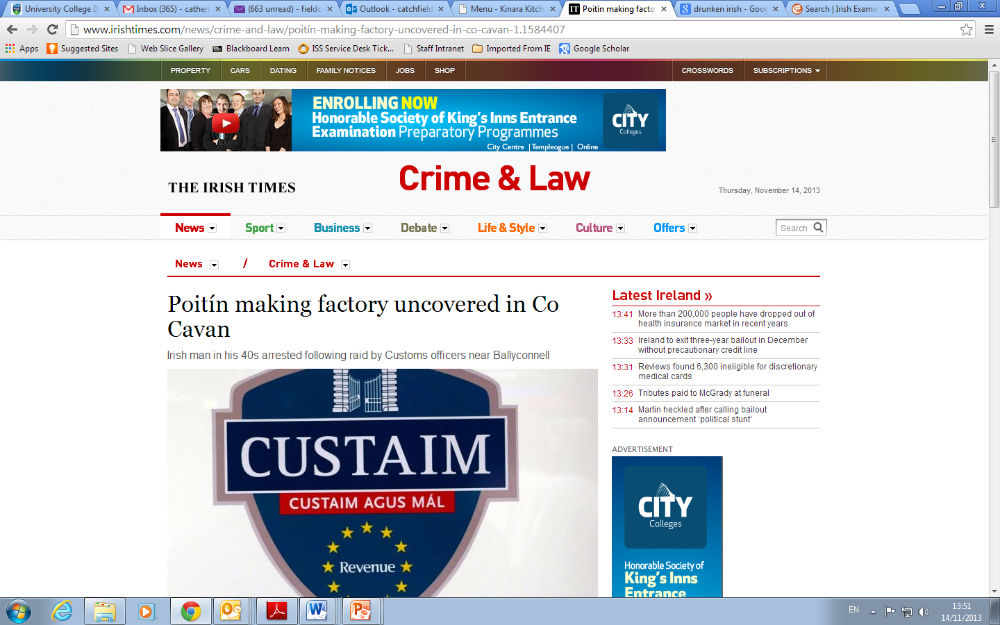 University College D
Inbox (365) - catheri
(663 unread) - fieldc
Outlook - catchfield
Menu - Kinara Kitch
Poitín making facto
drunken irish - Goog
Search | Irish Examin
www.irishtimes.com/news/crime-and-law/poitín-making-factory-uncovered-in-co-cavan-1.1584407
Apps Suggested Sites Web Slice Gallery Blackboard Learn ISS Service Desk Tick... Staff Intranet Imported From IE Google Scholar
PROPERTY CARS DATING FAMILY NOTICES JOBS SHOP CROSSWORDS SUBSCRIPTIONS
ENROLLING NOW
Honorable Society of King's Inns Entrance
Examination Preparatory Programmes
City Centre | Templeogue | Online
CITY
Colleges
THE IRISH TIMES
Crime & Law
Thursday, November 14, 2013
News Sport Business Debate Life & Style Culture Offers Search
News / Crime & Law
Poitín making factory uncovered in Co
Cavan
Irish man in his 40s arrested following raid by Customs officers near Ballyconnell
CUSTAIM
CUSTAIM AGUS MÁL
Revenue
Latest Ireland »
13:41 More than 200,000 people have dropped out of
health insurance market in recent years
13:33 Ireland to exit three-year bailout in December
without precautionary credit line
13:31 Reviews found 6,300 ineligible for discretionary
medical cards
13:26 Tributes paid to McGrady at funeral
13:14 Martin heckled after calling bailout
announcement ‘political stunt’
ADVERTISEMENT
CITY
Colleges
Honorable Society of
King's Inns
Entrance
EN
13:51
14/11/2013